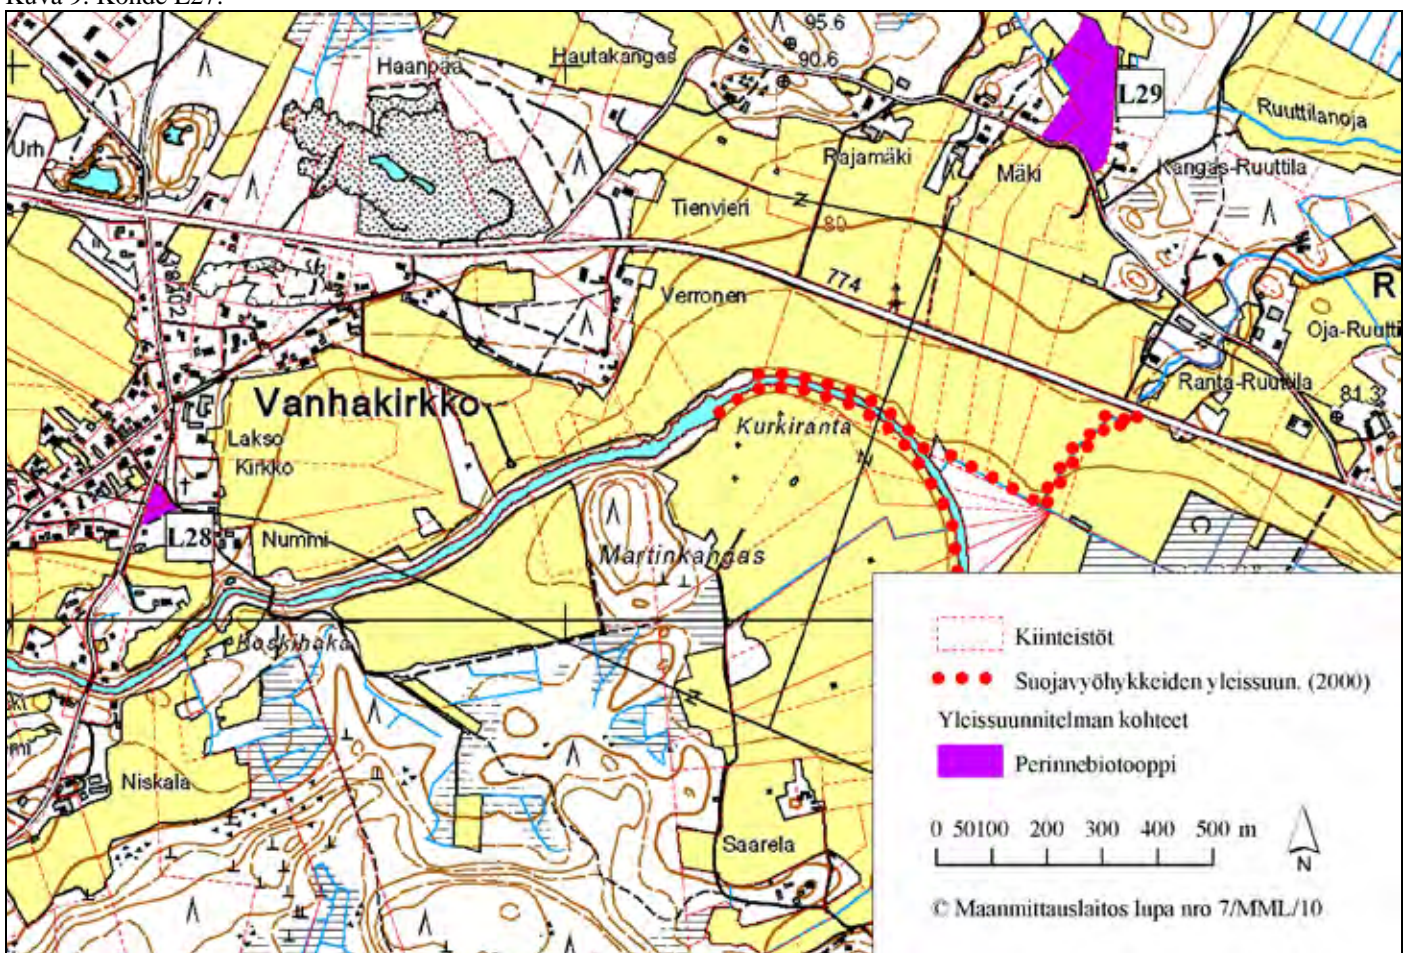 Kuva 9. Kohde L27.
95.6
Hautakangas
90.6
Haanpää
L29
Ruuttilanoja
Urh
Rajamäki
Mäki
Kangas-Ruuttila
Tienvieri
80
774
R
Verronen
18402
Oja-Ruutti
Ranta-Ruuttila
81.3
Vanhakirkko
Kurkiranta
Lakso
Kirkko
L28
Nummi
Martinkangas
Koskihaka
Kiinteistöt
Suojavyöhykkeiden yleissuun. (2000)
Yleissuunnitelman kohteet
Perinnebiotooppi
Niskala
Saarela
0 50100 200 300 400 500 m
N
© Maanmittauslaitos lupa nro 7/MML/10